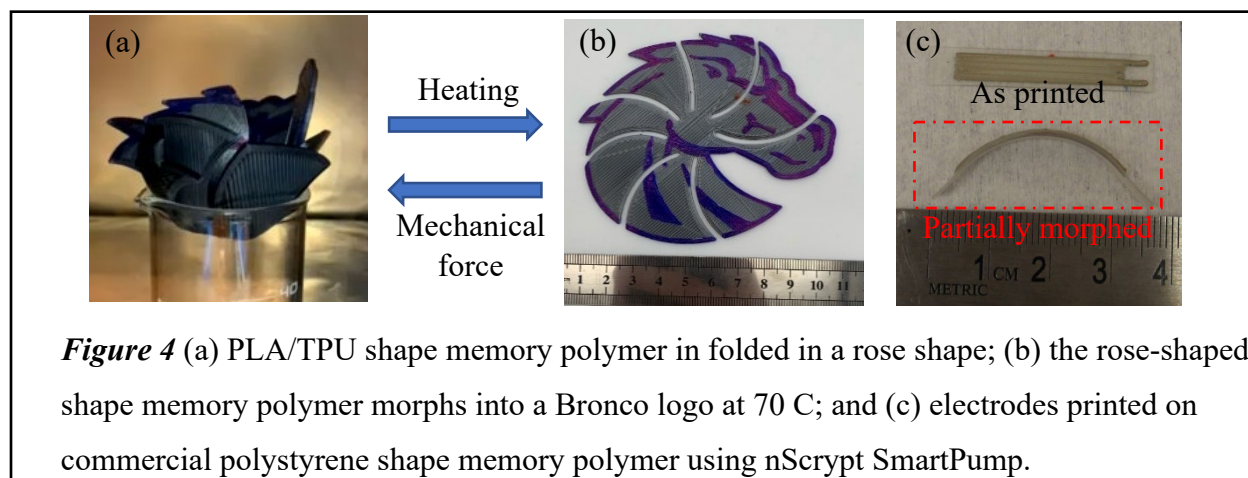 (a)
Heating
Mechanical
force
(b)
1 2 3 4 5 6 7 8 9 10 11
(c)
As printed
Partially morphed
1 CM 2 3 4
METRIC
40
Figure 4 (a) PLA/TPU shape memory polymer in folded in a rose shape; (b) the rose-shaped
shape memory polymer morphs into a Bronco logo at 70 C; and (c) electrodes printed on
commercial polystyrene shape memory polymer using nScrypt SmartPump.